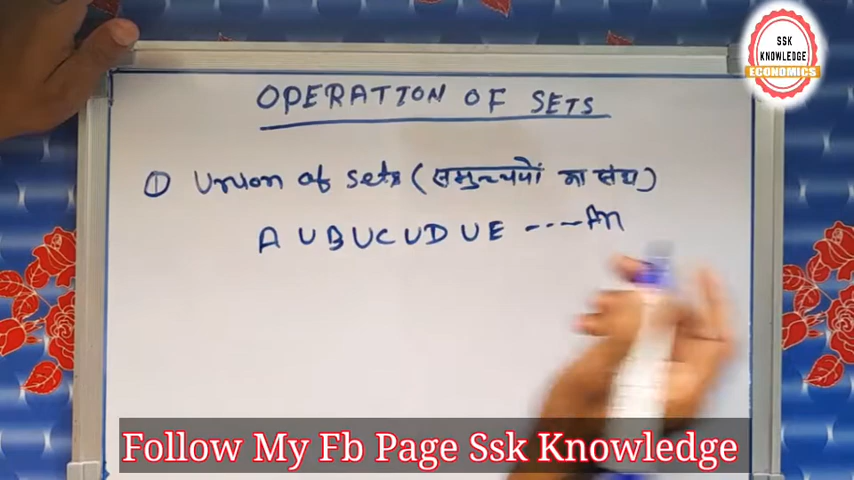 SSK
KNOWLEDGE
ECONOMICS
OPERATION OF SETS
① Union of sets (समुच्चयों का संघ)
A U B U C U D U E ----An
Follow My Fb Page Ssk Knowledge